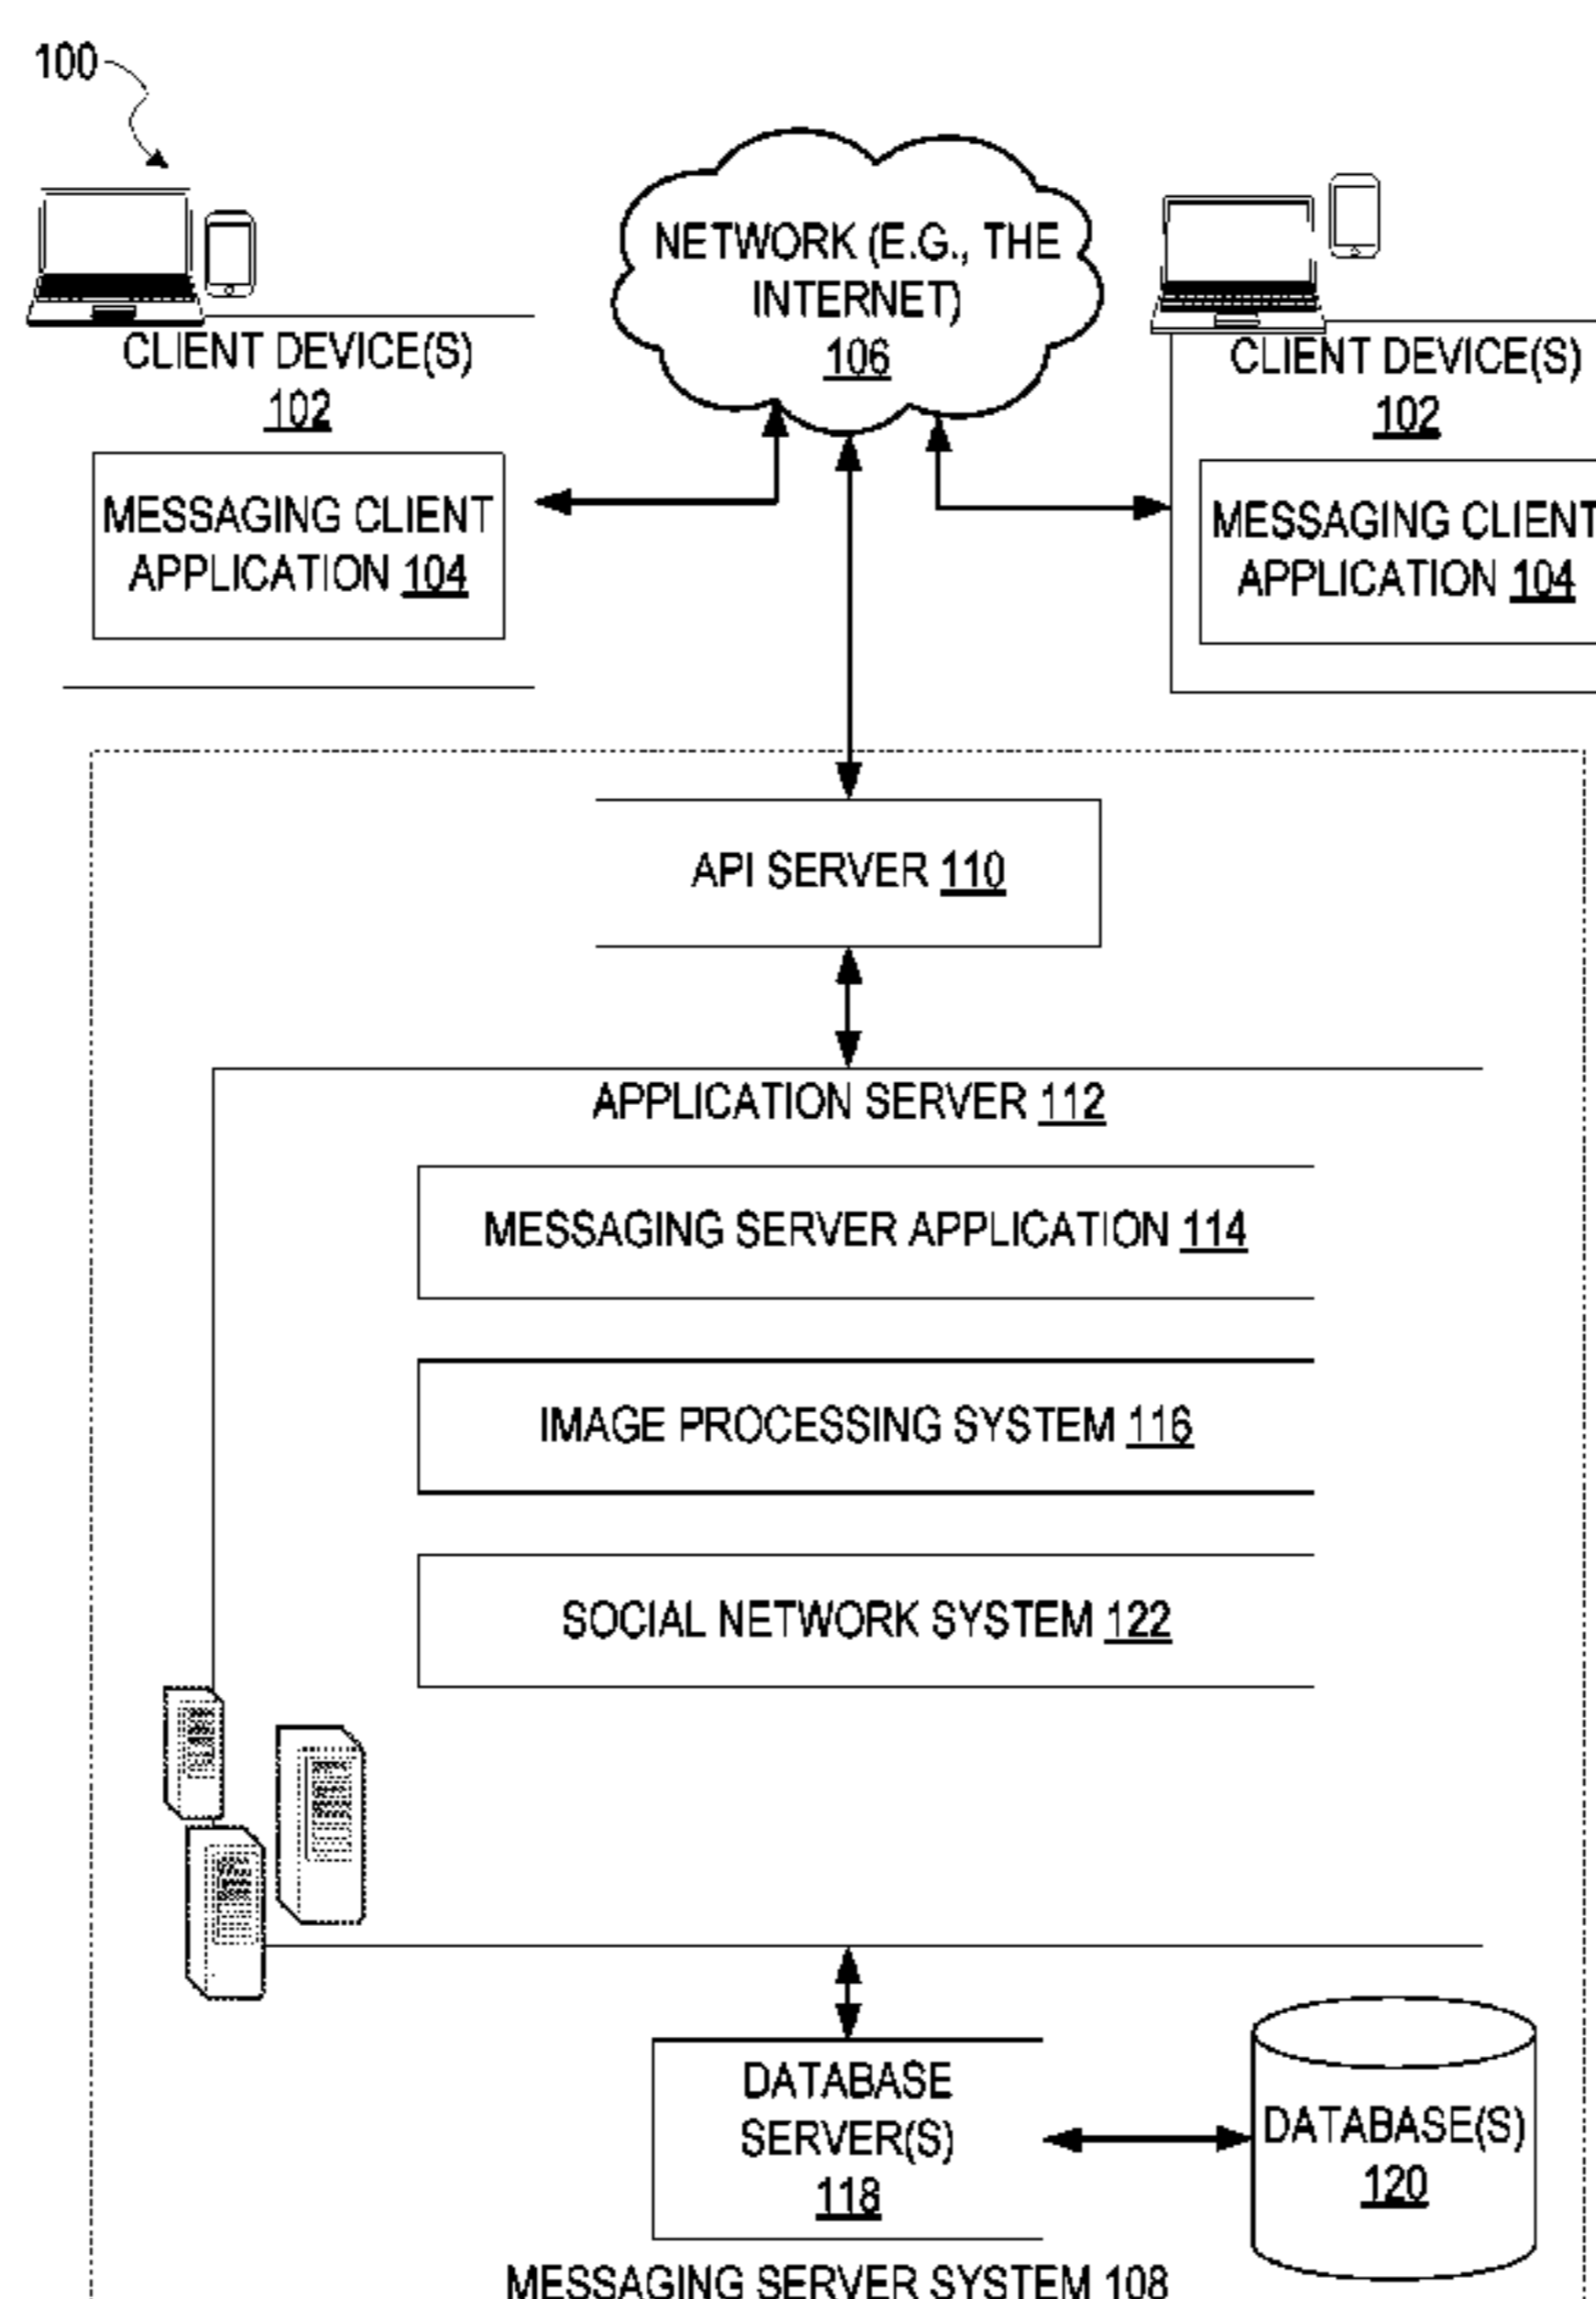 100
NETWORK (E.G., THE
INTERNET)
106
CLIENT DEVICE(S)
102
MESSAGING CLIENT
APPLICATION 104
CLIENT DEVICE(S)
102
MESSAGING CLIENT
APPLICATION 104
API SERVER 110
APPLICATION SERVER 112
MESSAGING SERVER APPLICATION 114
IMAGE PROCESSING SYSTEM 116
SOCIAL NETWORK SYSTEM 122
DATABASE
SERVER(S)
118
DATABASE(S)
120
MESSAGING SERVER SYSTEM 108